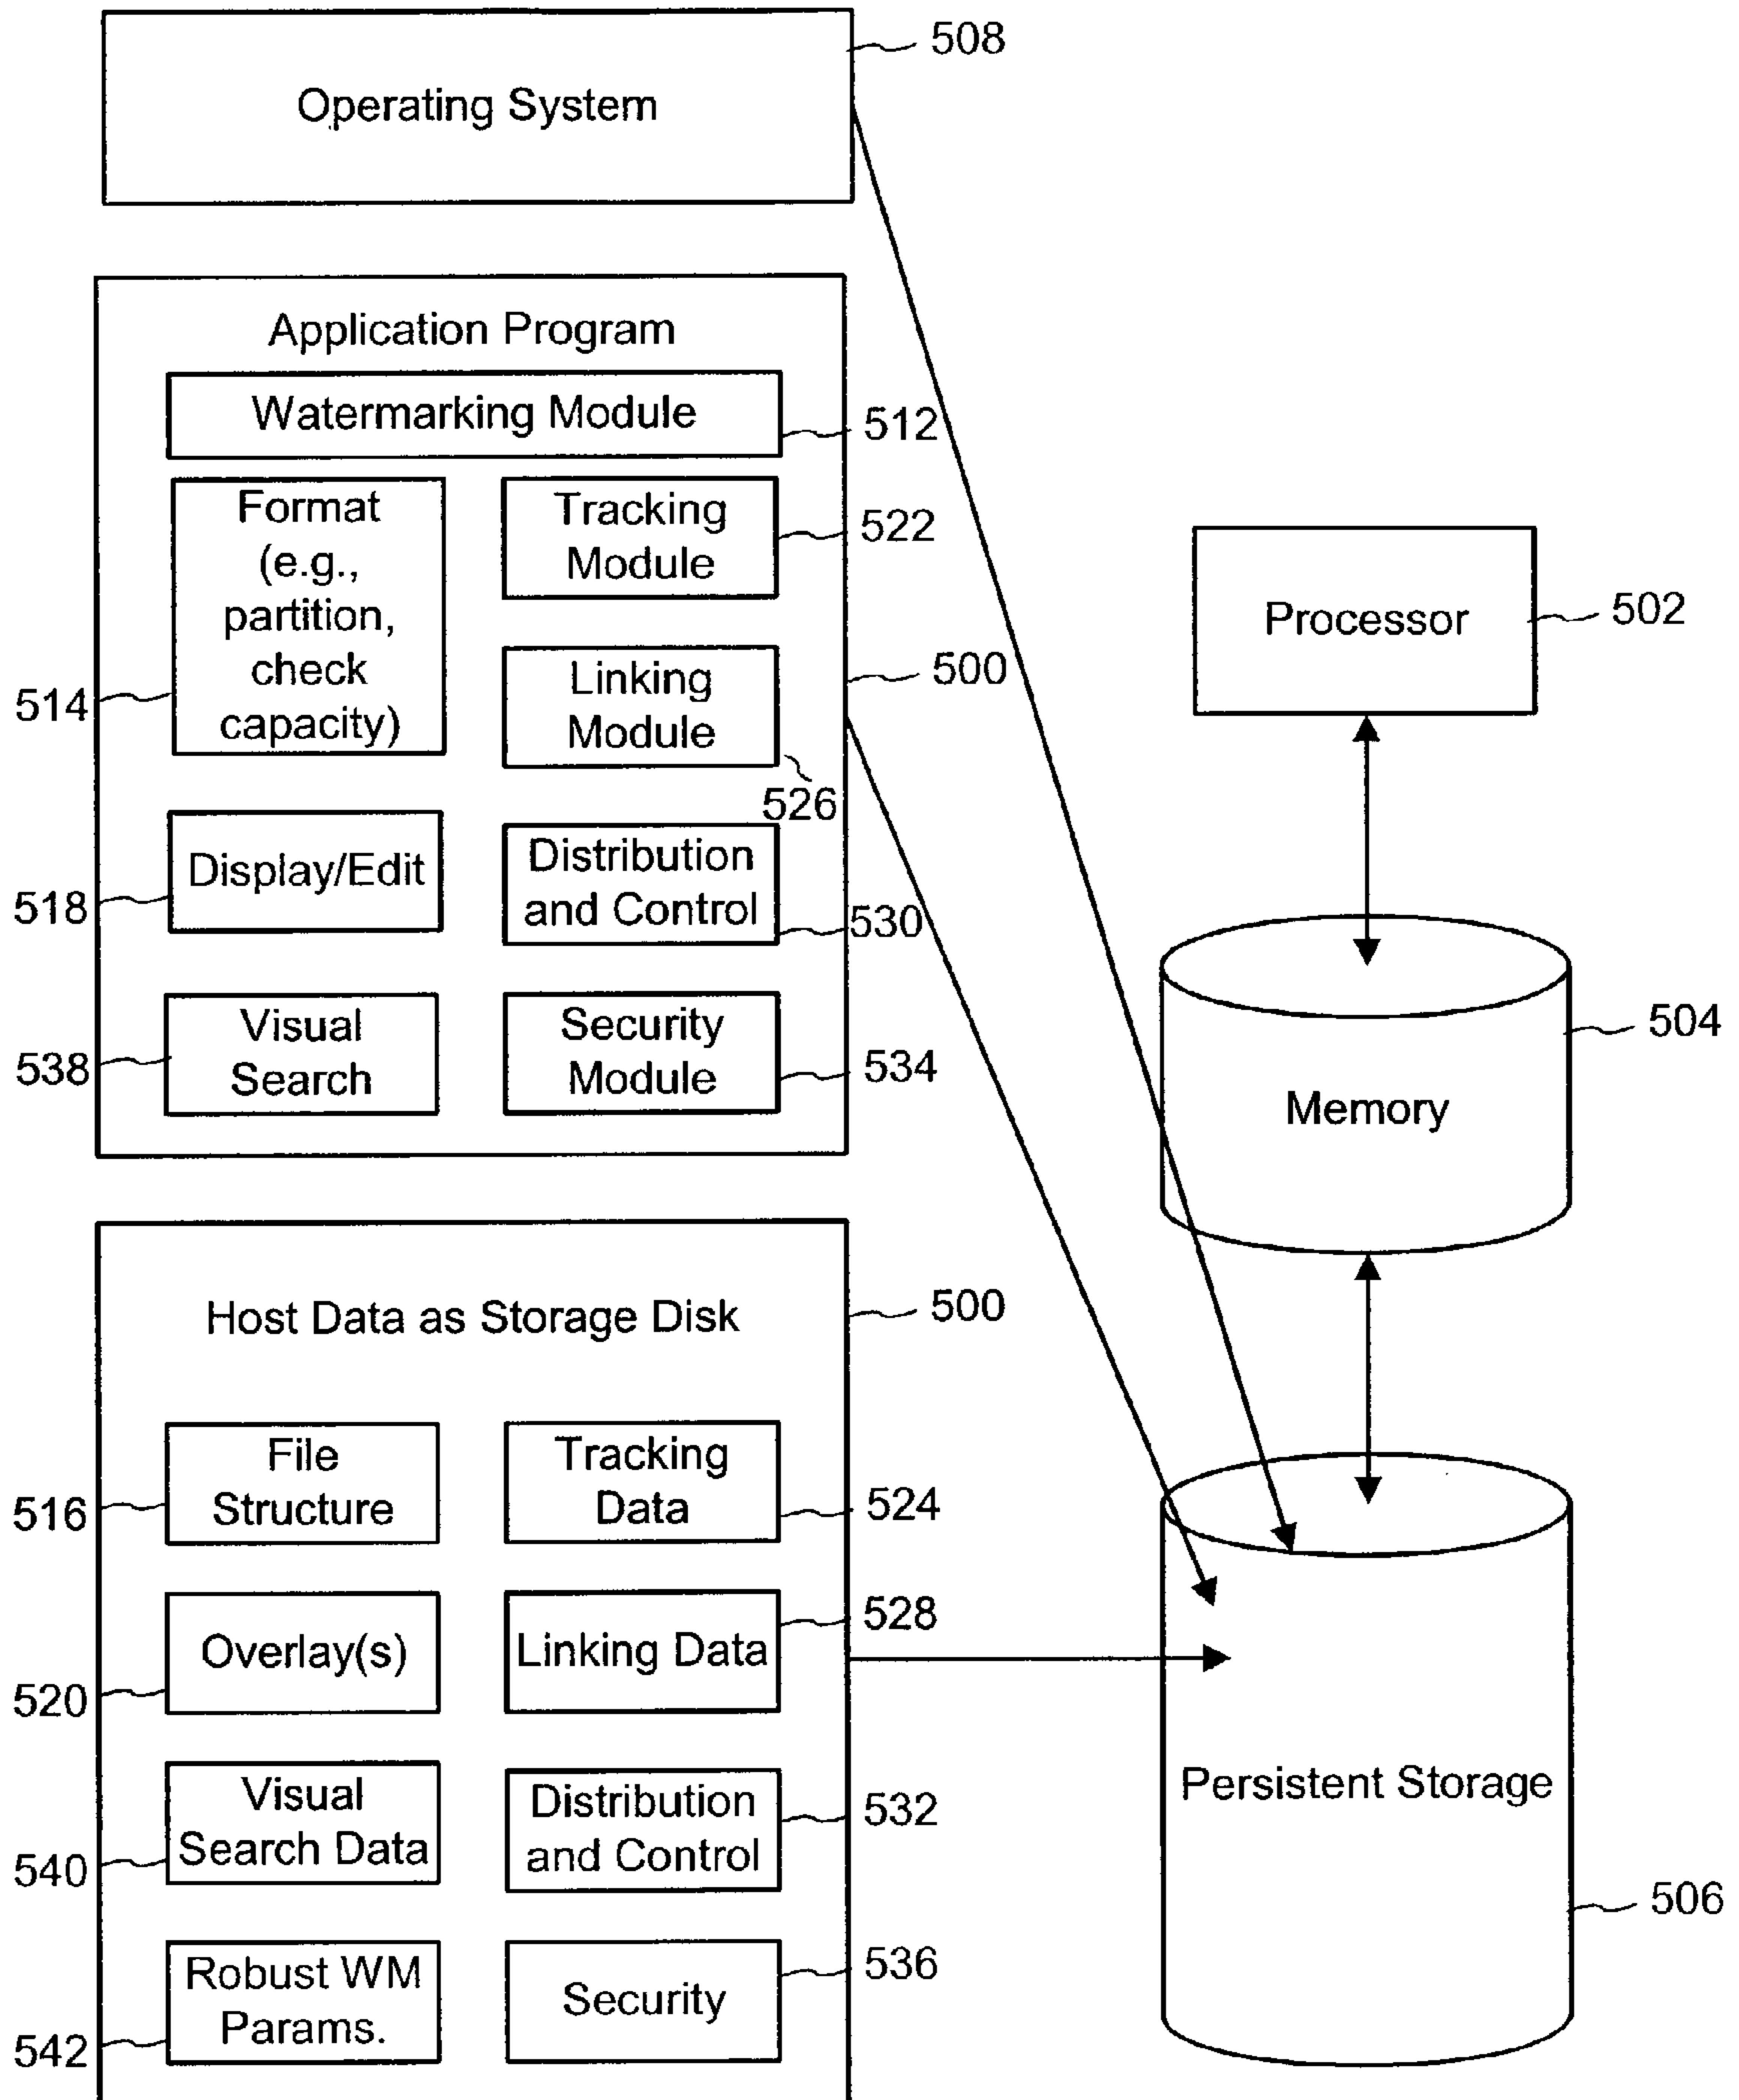 508
Operating System
Application Program
Watermarking Module
512
Format
(e.g.,
partition,
check
capacity)
514
Tracking
Module
522
Linking
Module
500
526
Display/Edit
518
Distribution
and Control
530
Visual
Search
538
Security
Module
534
Processor
502
504
Memory
Host Data as Storage Disk
500
File
Structure
516
Tracking
Data
524
Overlay(s)
520
528
Linking Data
Visual
Search Data
540
Distribution
and Control
532
Robust WM
Params.
542
536
Security
Persistent Storage
506